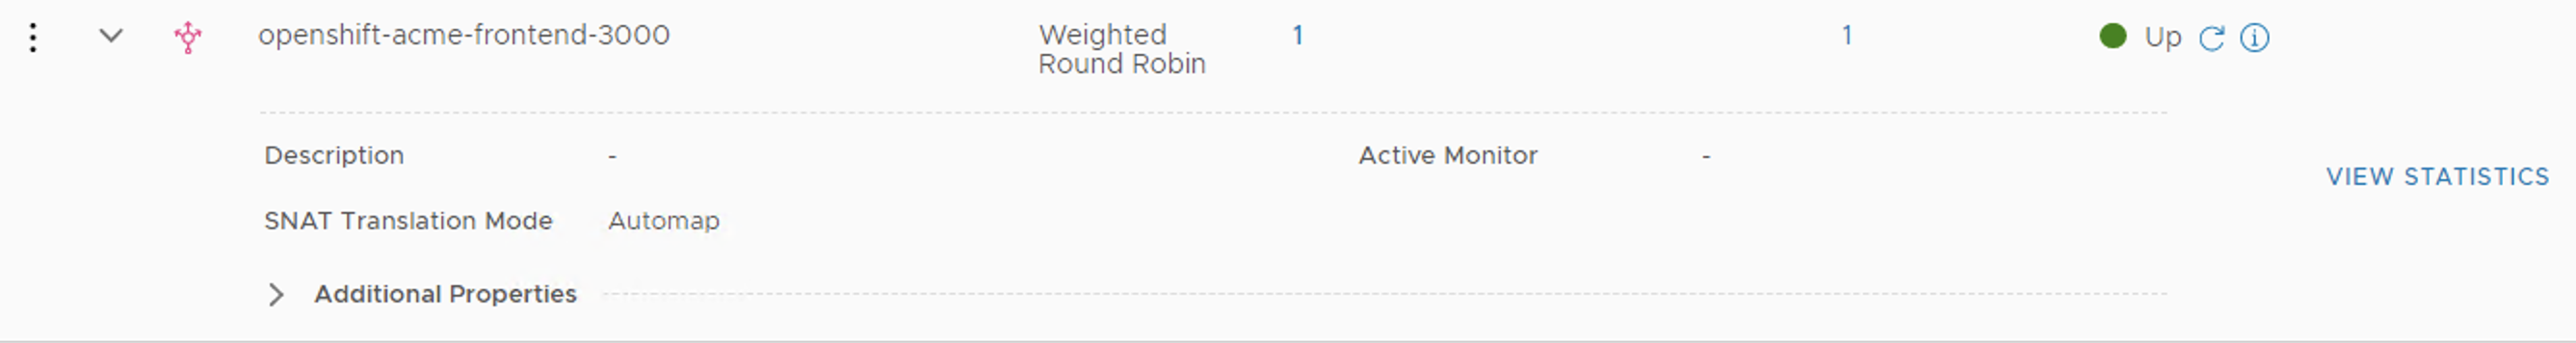 openshift-acme-frontend-3000 Weighted Round Robin 1 1 Up
Description - Active Monitor -
VIEW STATISTICS
SNAT Translation Mode Automap
Additional Properties